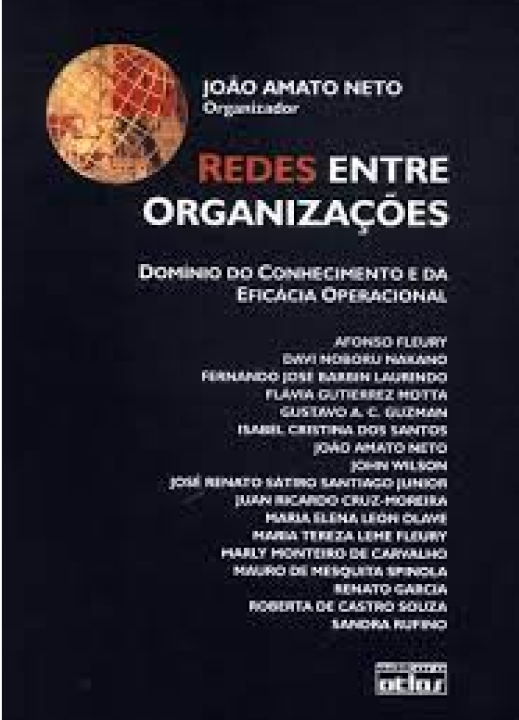 JOÃO AMATO NETO
Organizador
REDES ENTRE
ORGANIZAÇÕES
DOMÍNIO DO CONHECIMENTO E DA
EFICÁCIA OPERACIONAL
AFONSO FLEURY
DAVI NOBORU NAKANO
FERNANDO JOSÉ BARBIN LAURINDO
FLÁVIA GUTIERREZ MOTTA
GUSTAVO A. C. GUZMAN
ISABEL CRISTINA DOS SANTOS
JOÃO AMATO NETO
JOHN WILSON
JOSÉ RENATO SÁTIRO SANTIAGO JUNIOR
JUAN RICARDO CRUZ-MOREIRA
MARIA ELENA LEÓN OLAVE
MARIA TEREZA LEME FLEURY
MARLY MONTEIRO DE CARVALHO
MAURO DE MESQUITA SPINOLA
RENATO GARCIA
ROBERTA DE CASTRO SOUZA
SANDRA RUFINO
atlas